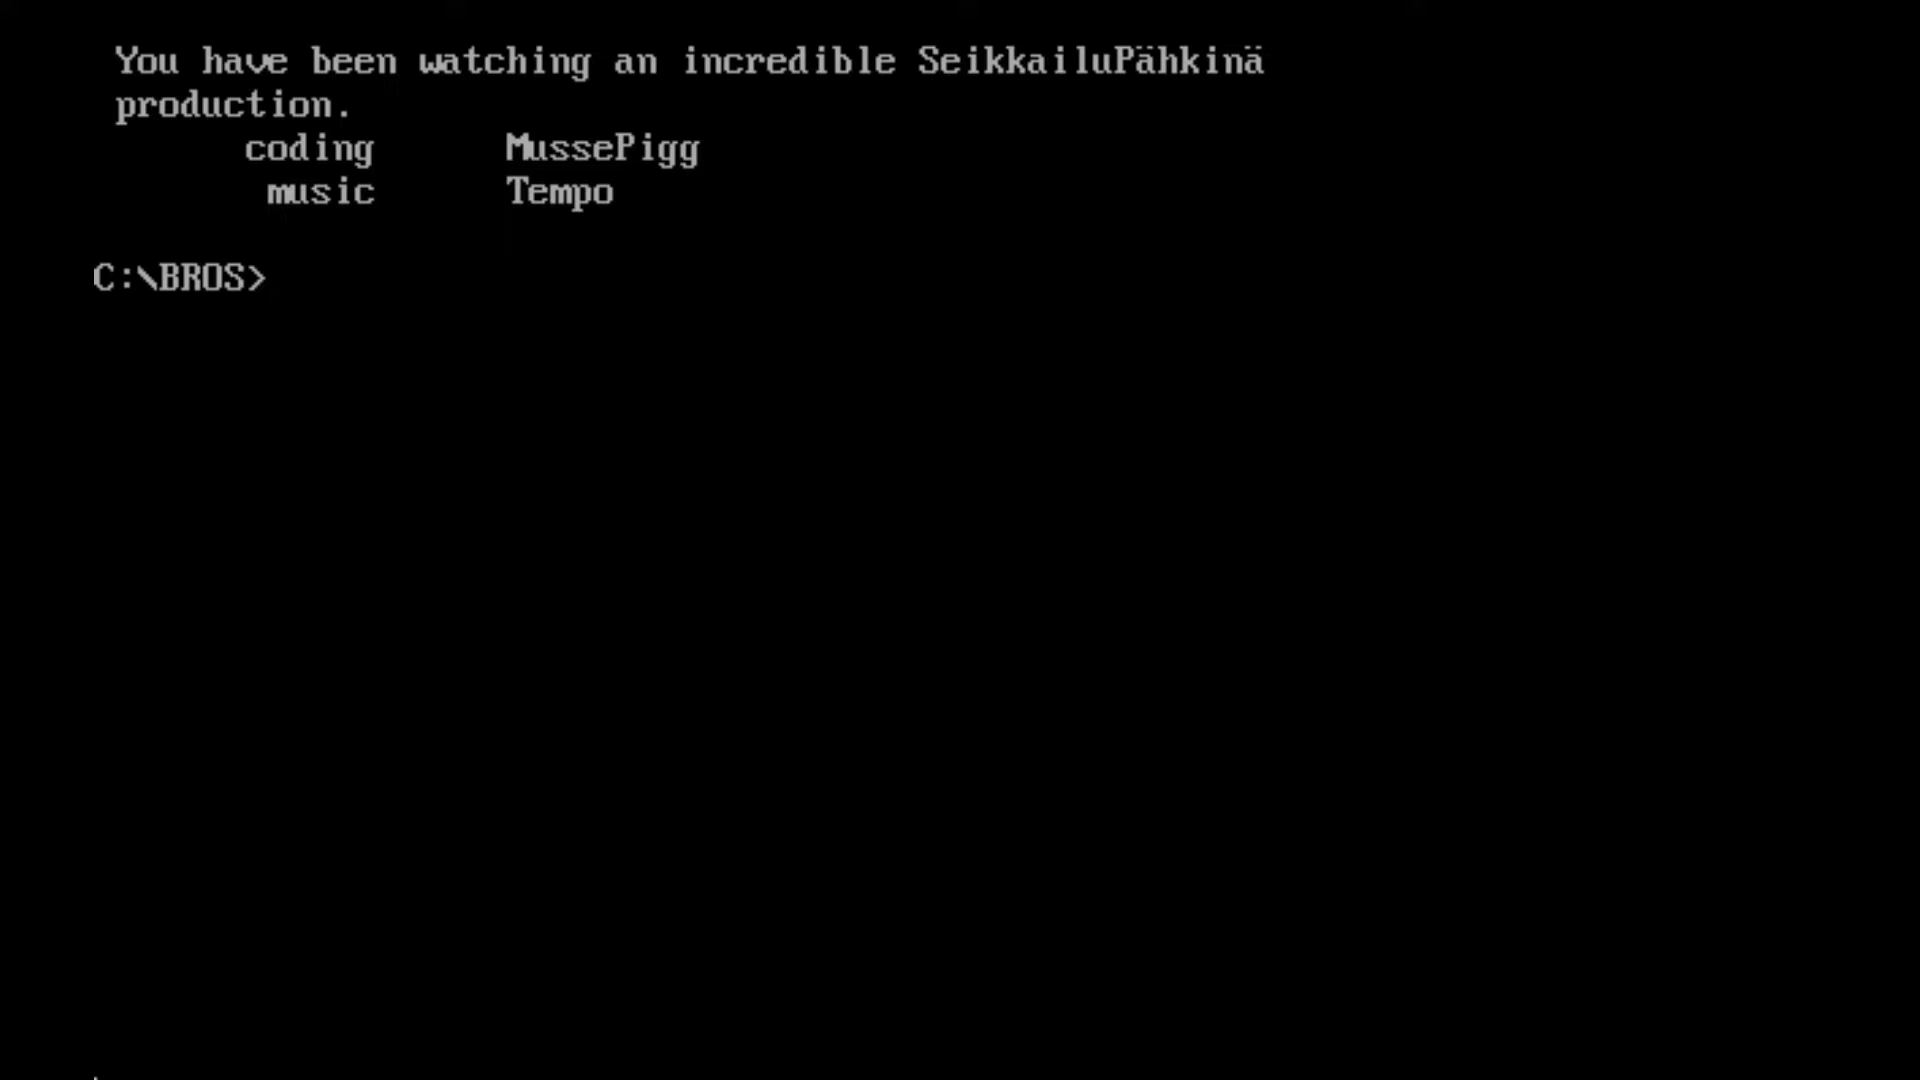 You have been watching an incredible SeikkailuPähkinä
production.
coding MussePigg
music Tempo
C:\BROS>